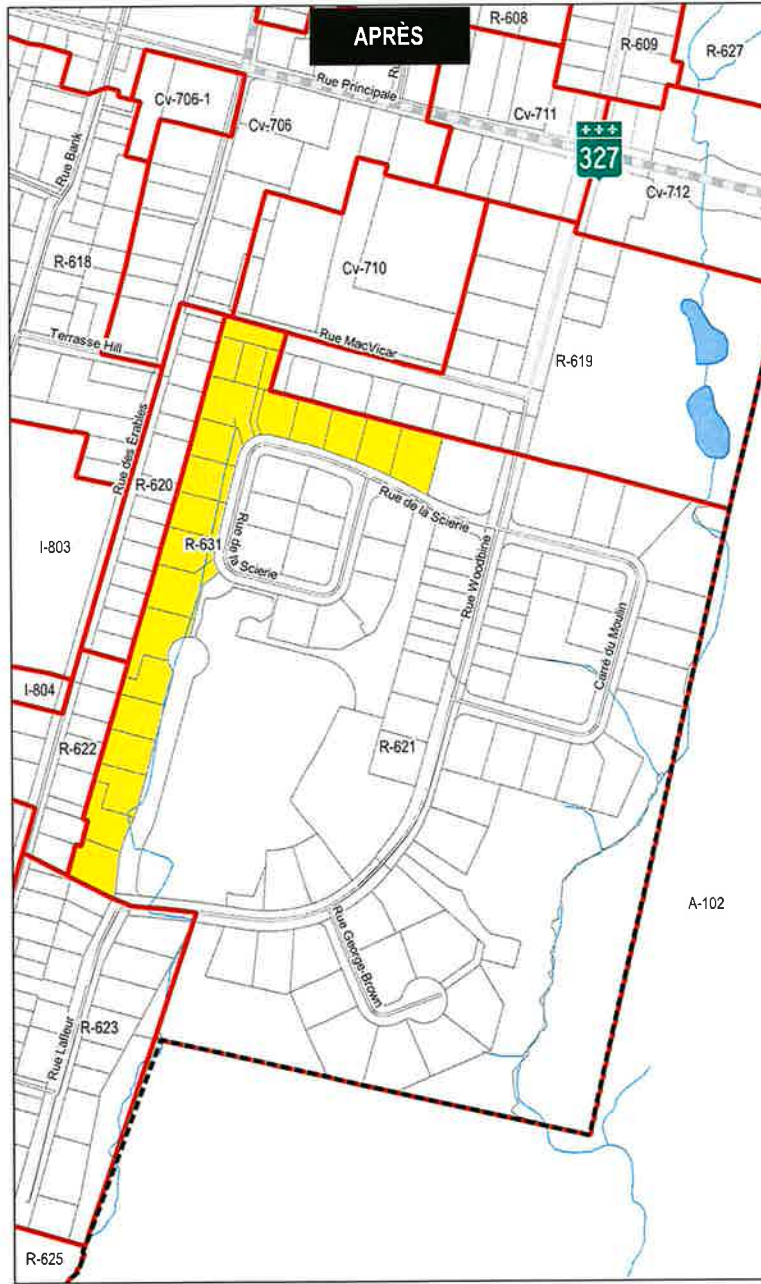 APRÈS
R-608
R-609
R-627
Rue Principale
Cv-706-1
Cv-706
Cv-711
327
Cv-712
Rue Bank
R-618
Cv-710
Terrasse Hill
Rue MacVicar
R-619
Rue des Érables
R-620
Rue de la Scierie
I-803
R-631
Rue de la Scierie
Rue Woodbine
Carré du Moulin
I-804
R-622
R-621
A-102
Rue George-Brown
R-623
Rue Lafleur
R-625